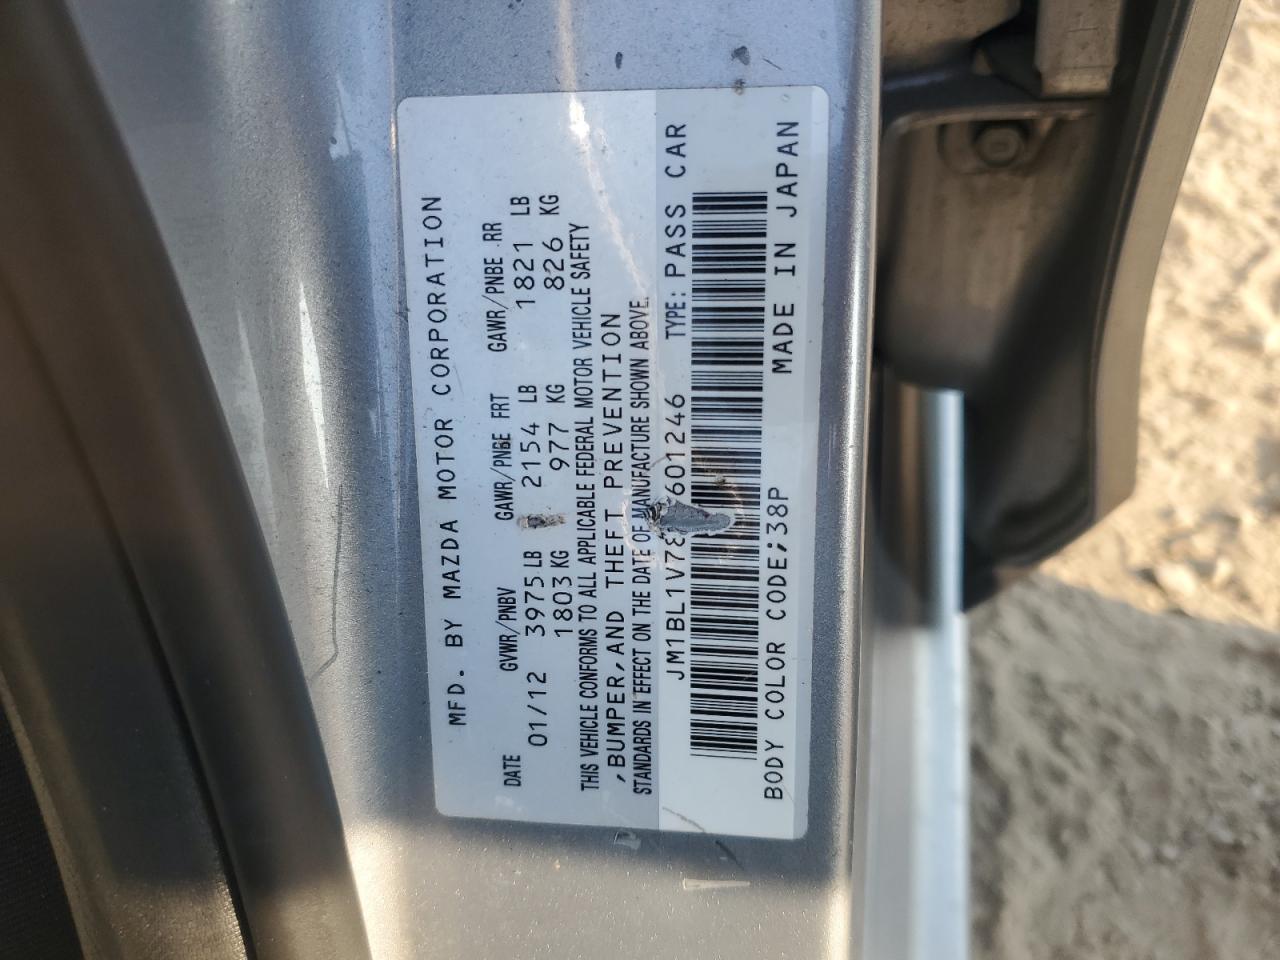 MFD. BY MAZDA MOTOR CORPORATION
DATE GVWR/PNBV GAWR/PNBE FRT GAWR/PNBE RR
01/12 3975 LB 2154 LB 1821 LB
1803 KG 977 KG 826 KG
THIS VEHICLE CONFORMS TO ALL APPLICABLE FEDERAL MOTOR VEHICLE SAFETY
,BUMPER,AND THEFT PREVENTION
STANDARDS IN EFFECT ON THE DATE OF MANUFACTURE SHOWN ABOVE.
JM1BL1V78 601246 TYPE: PASS CAR
BODY COLOR CODE;38P MADE IN JAPAN